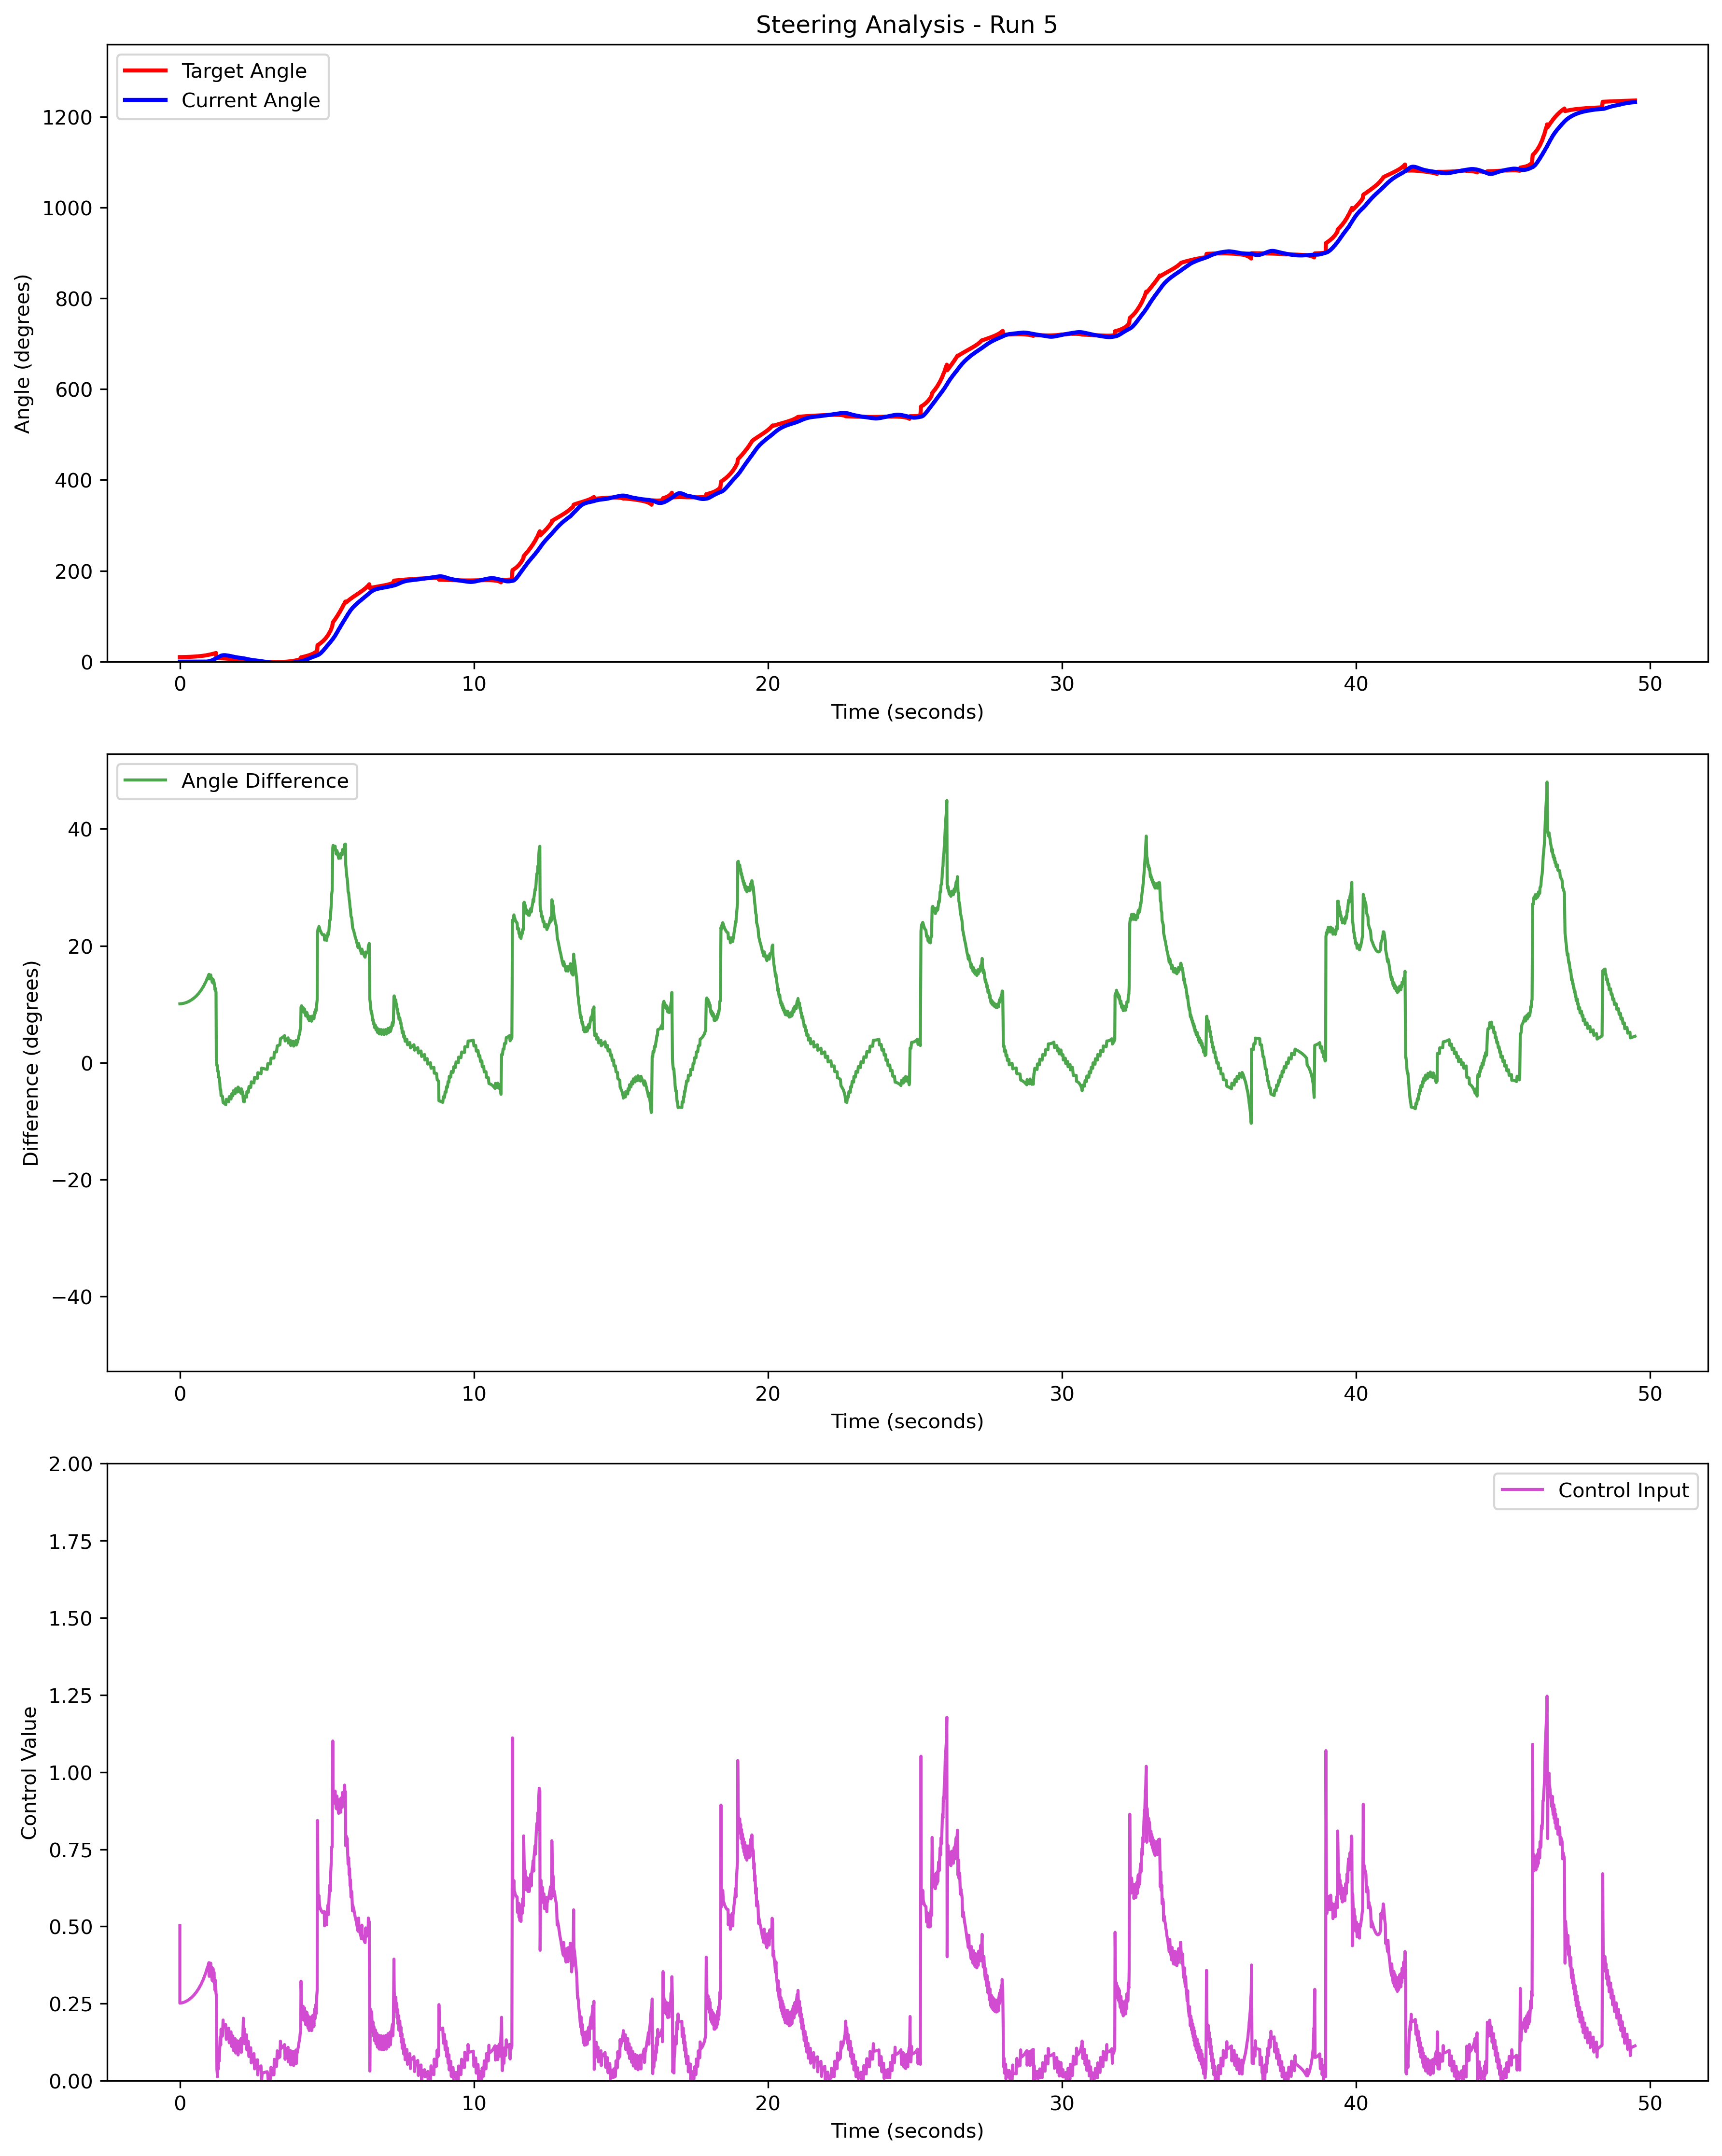 Steering Analysis - Run 5
Target Angle
Current Angle
1200
1000
800
600
400
200
0
Angle (degrees)
0 10 20 30 40 50
Time (seconds)
Angle Difference
40
20
0
−20
−40
Difference (degrees)
0 10 20 30 40 50
Time (seconds)
Control Input
2.00
1.75
1.50
1.25
1.00
0.75
0.50
0.25
0.00
Control Value
0 10 20 30 40 50
Time (seconds)